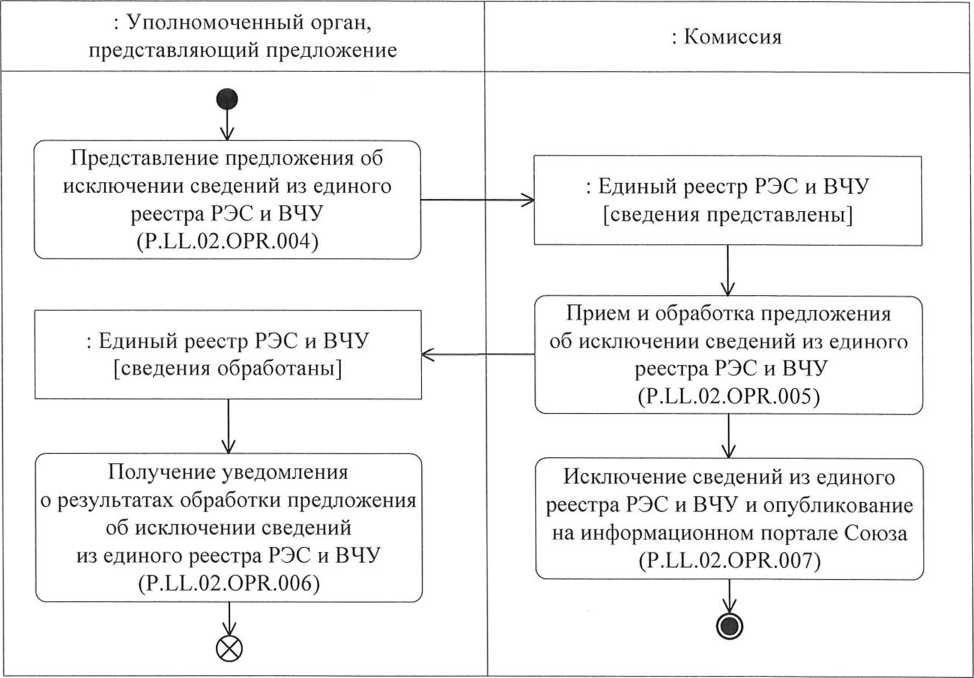 : Уполномоченный орган,
представляющий предложение
: Комиссия
Представление предложения об
исключении сведений из единого
реестра РЭС и ВЧУ
(P.LL.02.OPR.004)
: Единый реестр РЭС и ВЧУ
[сведения представлены]
Прием и обработка предложения
об исключении сведений из единого
реестра РЭС и ВЧУ
(P.LL.02.OPR.005)
: Единый реестр РЭС и ВЧУ
[сведения обработаны]
Получение уведомления
о результатах обработки предложения
об исключении сведений
из единого реестра РЭС и ВЧУ
(P.LL.02.OPR.006)
Исключение сведений из единого
реестра РЭС и ВЧУ и опубликование
на информационном портале Союза
(P.LL.02.OPR.007)